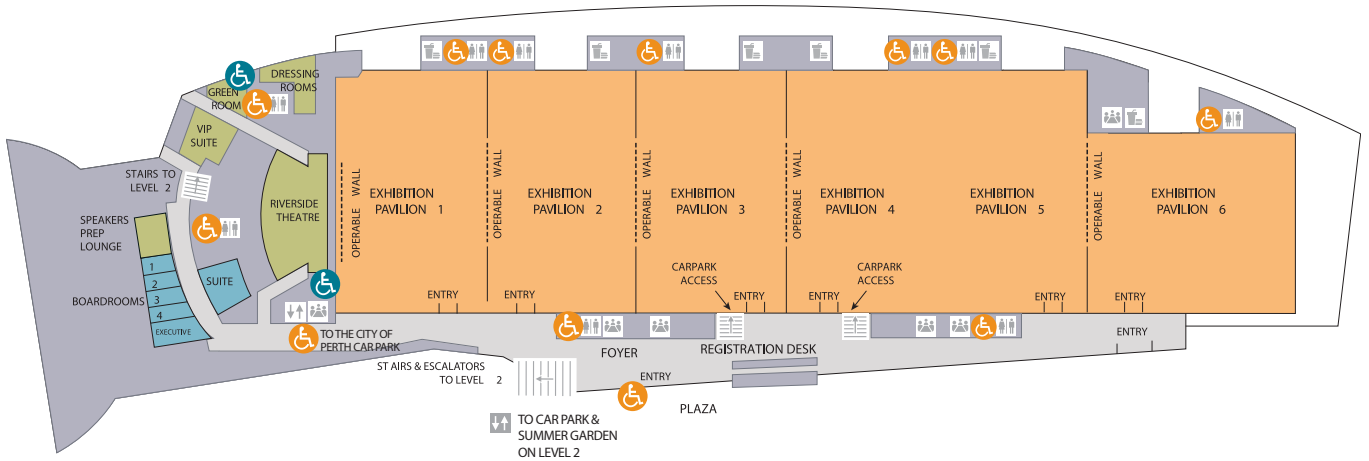 DRESSING
ROOMS
GREEN
ROOM
VIP
SUITE
STAIRS TO
LEVEL 2
RIVERSIDE
THEATRE
SPEAKERS
PREP
LOUNGE
BOARDROOMS
1
2
3
4
EXECUTIVE
SUITE
OPERABLE WALL
EXHIBITION
PAVILION 1
OPERABLE WALL
EXHIBITION
PAVILION 2
OPERABLE WALL
EXHIBITION
PAVILION 3
OPERABLE WALL
EXHIBITION
PAVILION 4
EXHIBITION
PAVILION 5
OPERABLE WALL
EXHIBITION
PAVILION 6
CARPARK
ACCESS
CARPARK
ACCESS
ENTRY
ENTRY
ENTRY
ENTRY
ENTRY
ENTRY
ENTRY
TO THE CITY OF
PERTH CAR PARK
FOYER
REGISTRATION DESK
ST AIRS & ESCALATORS
TO LEVEL 2
ENTRY
PLAZA
TO CAR PARK &
SUMMER GARDEN
ON LEVEL 2